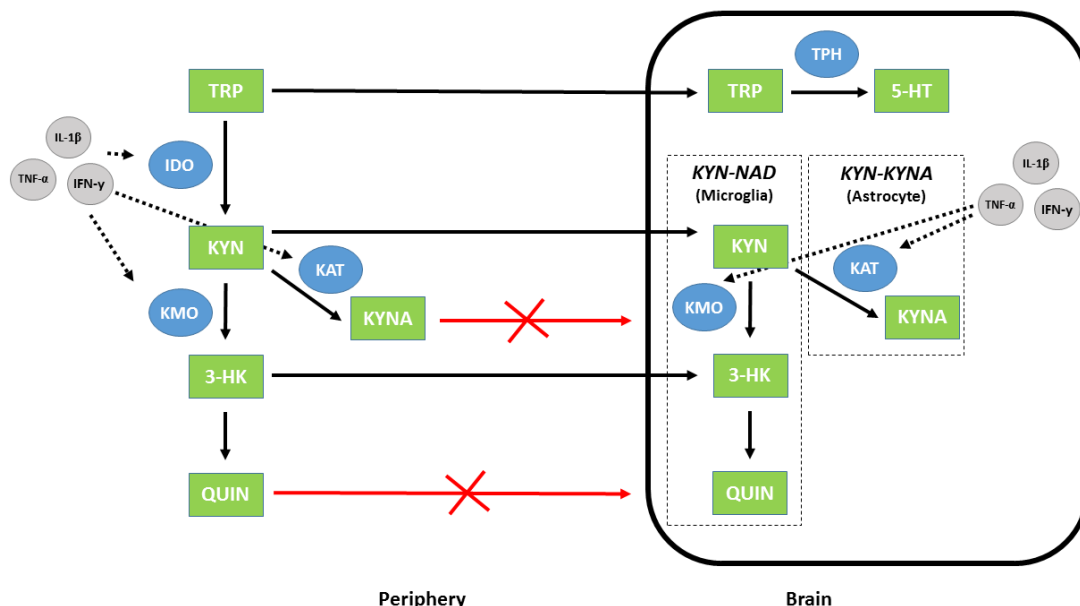 TPH
TRP
TRP
5-HT
IL-1β
IDO
TNF-α
IFN-γ
KYN-NAD
(Microglia)
KYN-KYNA
(Astrocyte)
IL-1β
TNF-α
IFN-γ
KYN
KYN
KAT
KAT
KMO
KYNA
KMO
KYNA
3-HK
3-HK
QUIN
QUIN
Periphery
Brain